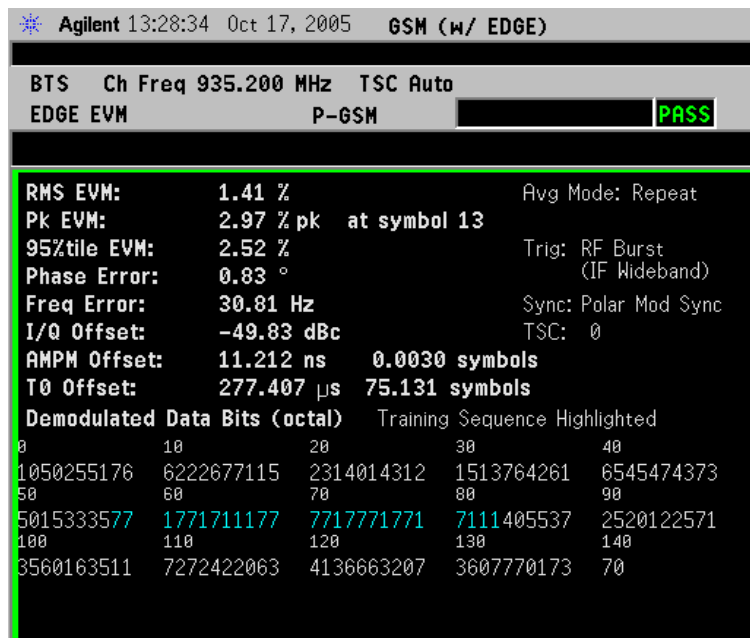 Agilent 13:28:34 Oct 17, 2005 GSM (w/ EDGE)
BTS Ch Freq 935.200 MHz TSC Auto
EDGE EVM P-GSM PASS
RMS EVM: 1.41 % Avg Mode: Repeat
Pk EVM: 2.97 % pk at symbol 13
95%tile EVM: 2.52 % Trig: RF Burst
Phase Error: 0.83 ° (IF Wideband)
Freq Error: 30.81 Hz Sync: Polar Mod Sync
I/Q Offset: -49.83 dBc TSC: 0
AMPM Offset: 11.212 ns 0.0030 symbols
T0 Offset: 277.407 µs 75.131 symbols
Demodulated Data Bits (octal) Training Sequence Highlighted
0 10 20 30 40
1050255176 6222677115 2314014312 1513764261 6545474373
50 60 70 80 90
5015333577 1771711177 7717771771 7111405537 2520122571
100 110 120 130 140
3560163511 7272422063 4136663207 3607770173 70